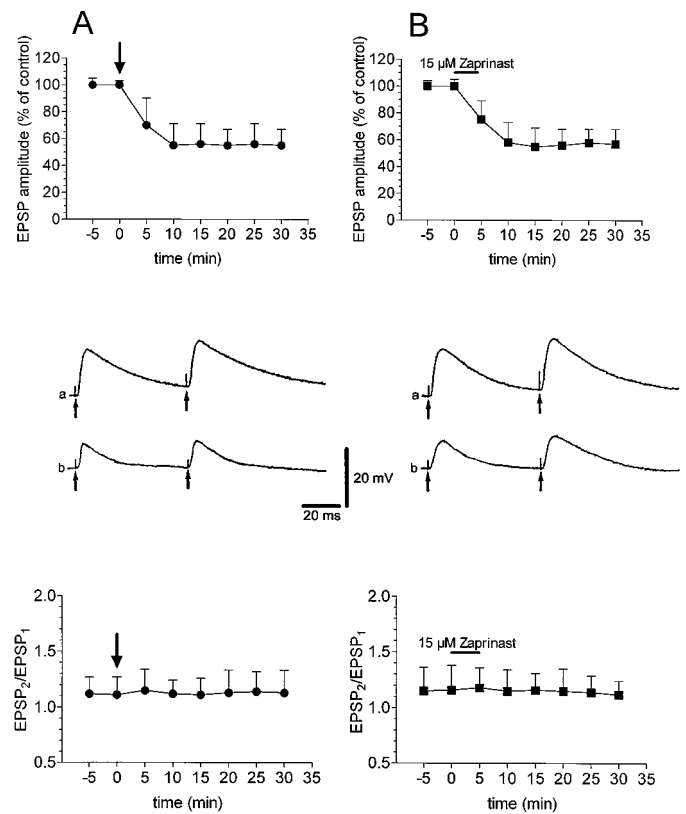 A
EPSP amplitude (% of control)
120
100
80
60
40
20
0
-5 0 5 10 15 20 25 30 35
time (min)
B
15 µM Zaprinast
EPSP amplitude (% of control)
120
100
80
60
40
20
0
-5 0 5 10 15 20 25 30 35
time (min)
a
b
20 mV
20 ms
a
b
EPSP2/EPSP1
2.0
1.5
1.0
0.5
-5 0 5 10 15 20 25 30 35
time (min)
15 µM Zaprinast
EPSP2/EPSP1
2.0
1.5
1.0
0.5
-5 0 5 10 15 20 25 30 35
time (min)